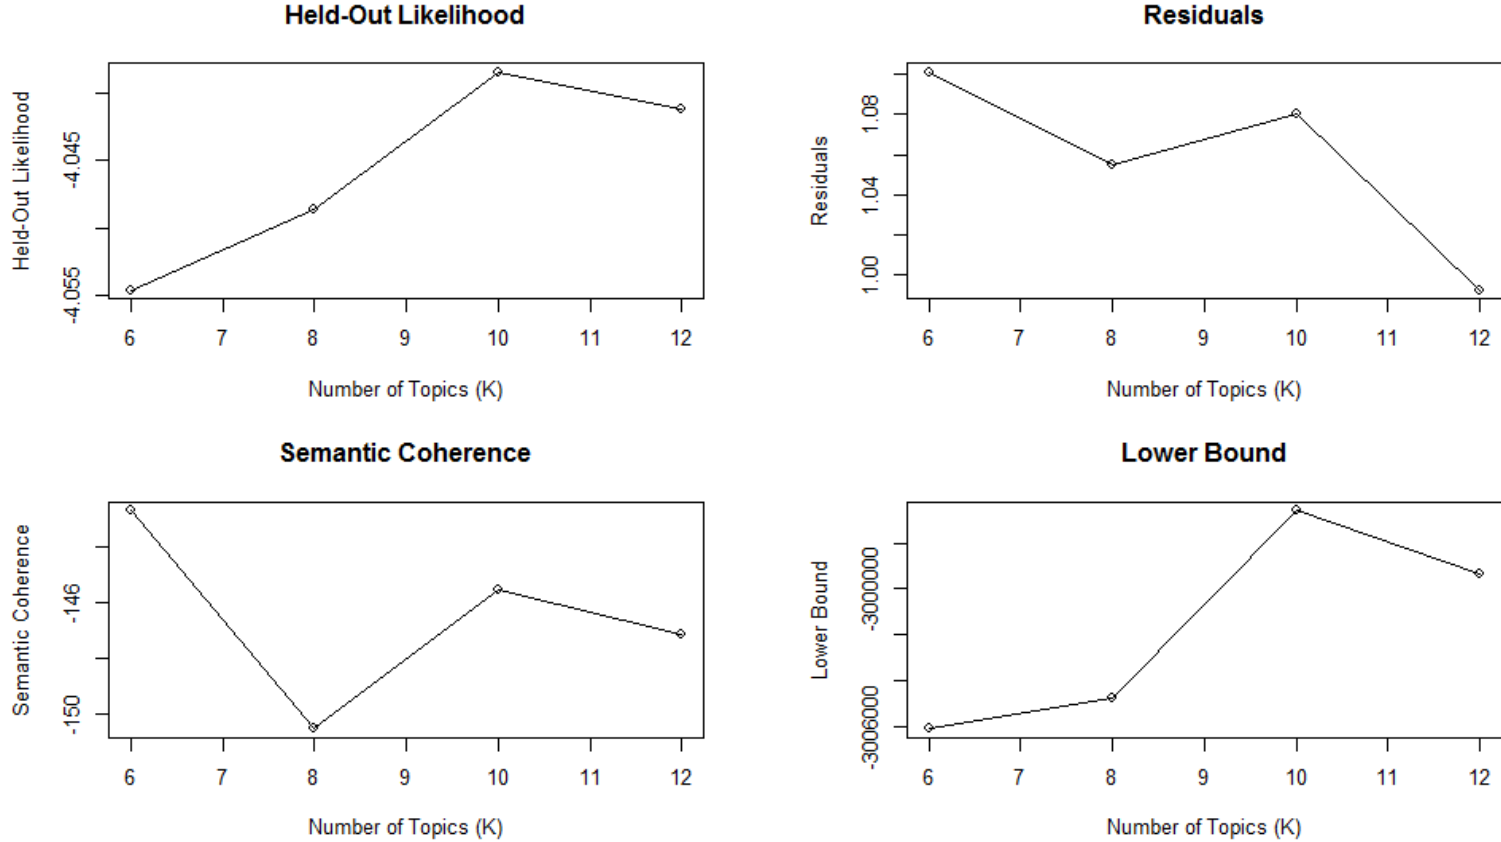 Held-Out Likelihood
Held-Out Likelihood
-4.045
-4.055
6 7 8 9 10 11 12
Number of Topics (K)
Residuals
Residuals
1.08
1.04
1.00
6 7 8 9 10 11 12
Number of Topics (K)
Semantic Coherence
Semantic Coherence
-146
-150
6 7 8 9 10 11 12
Number of Topics (K)
Lower Bound
Lower Bound
-3000000
-3006000
6 7 8 9 10 11 12
Number of Topics (K)